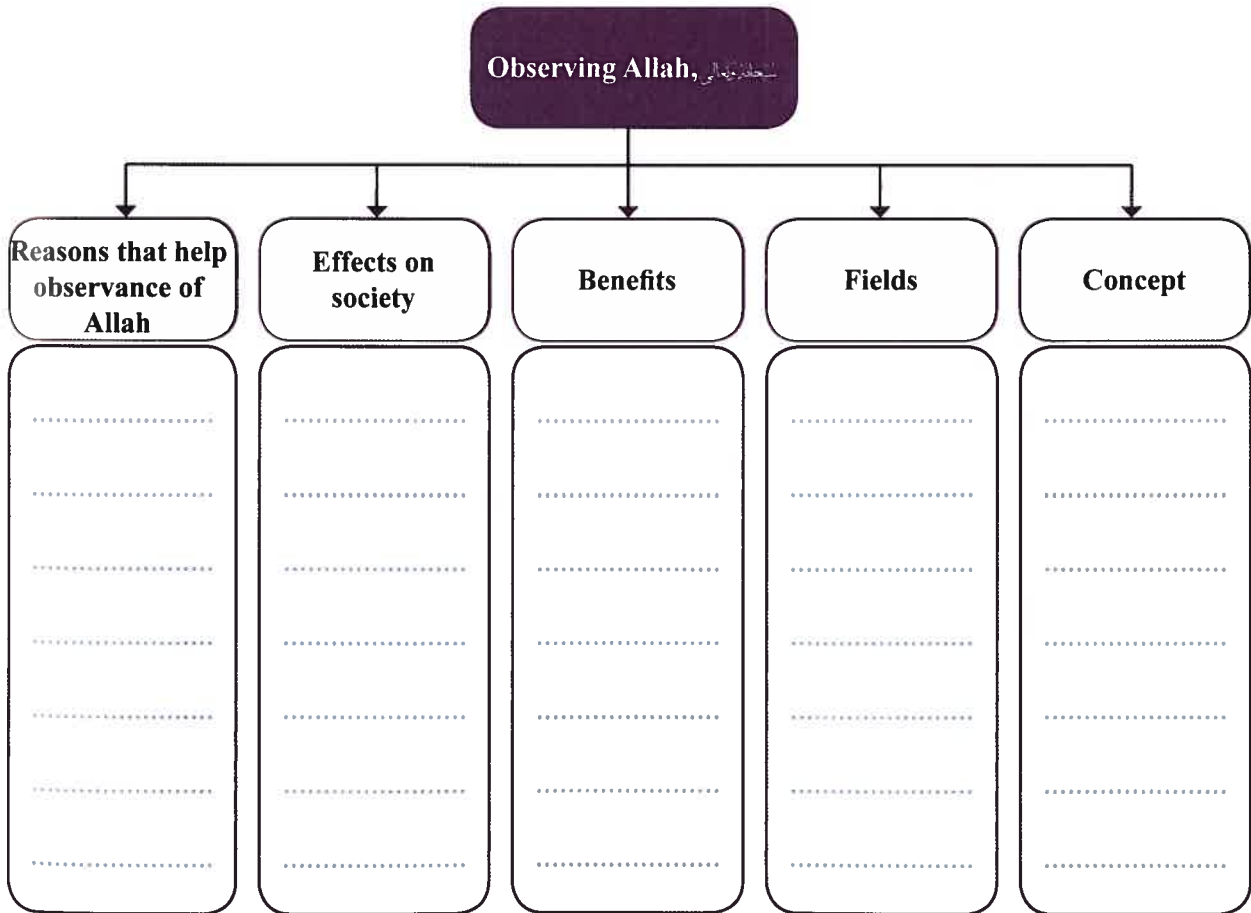 Observing Allah, سبحانه وتعالى
Reasons that help
observance of
Allah
Effects on
society
Benefits
Fields
Concept